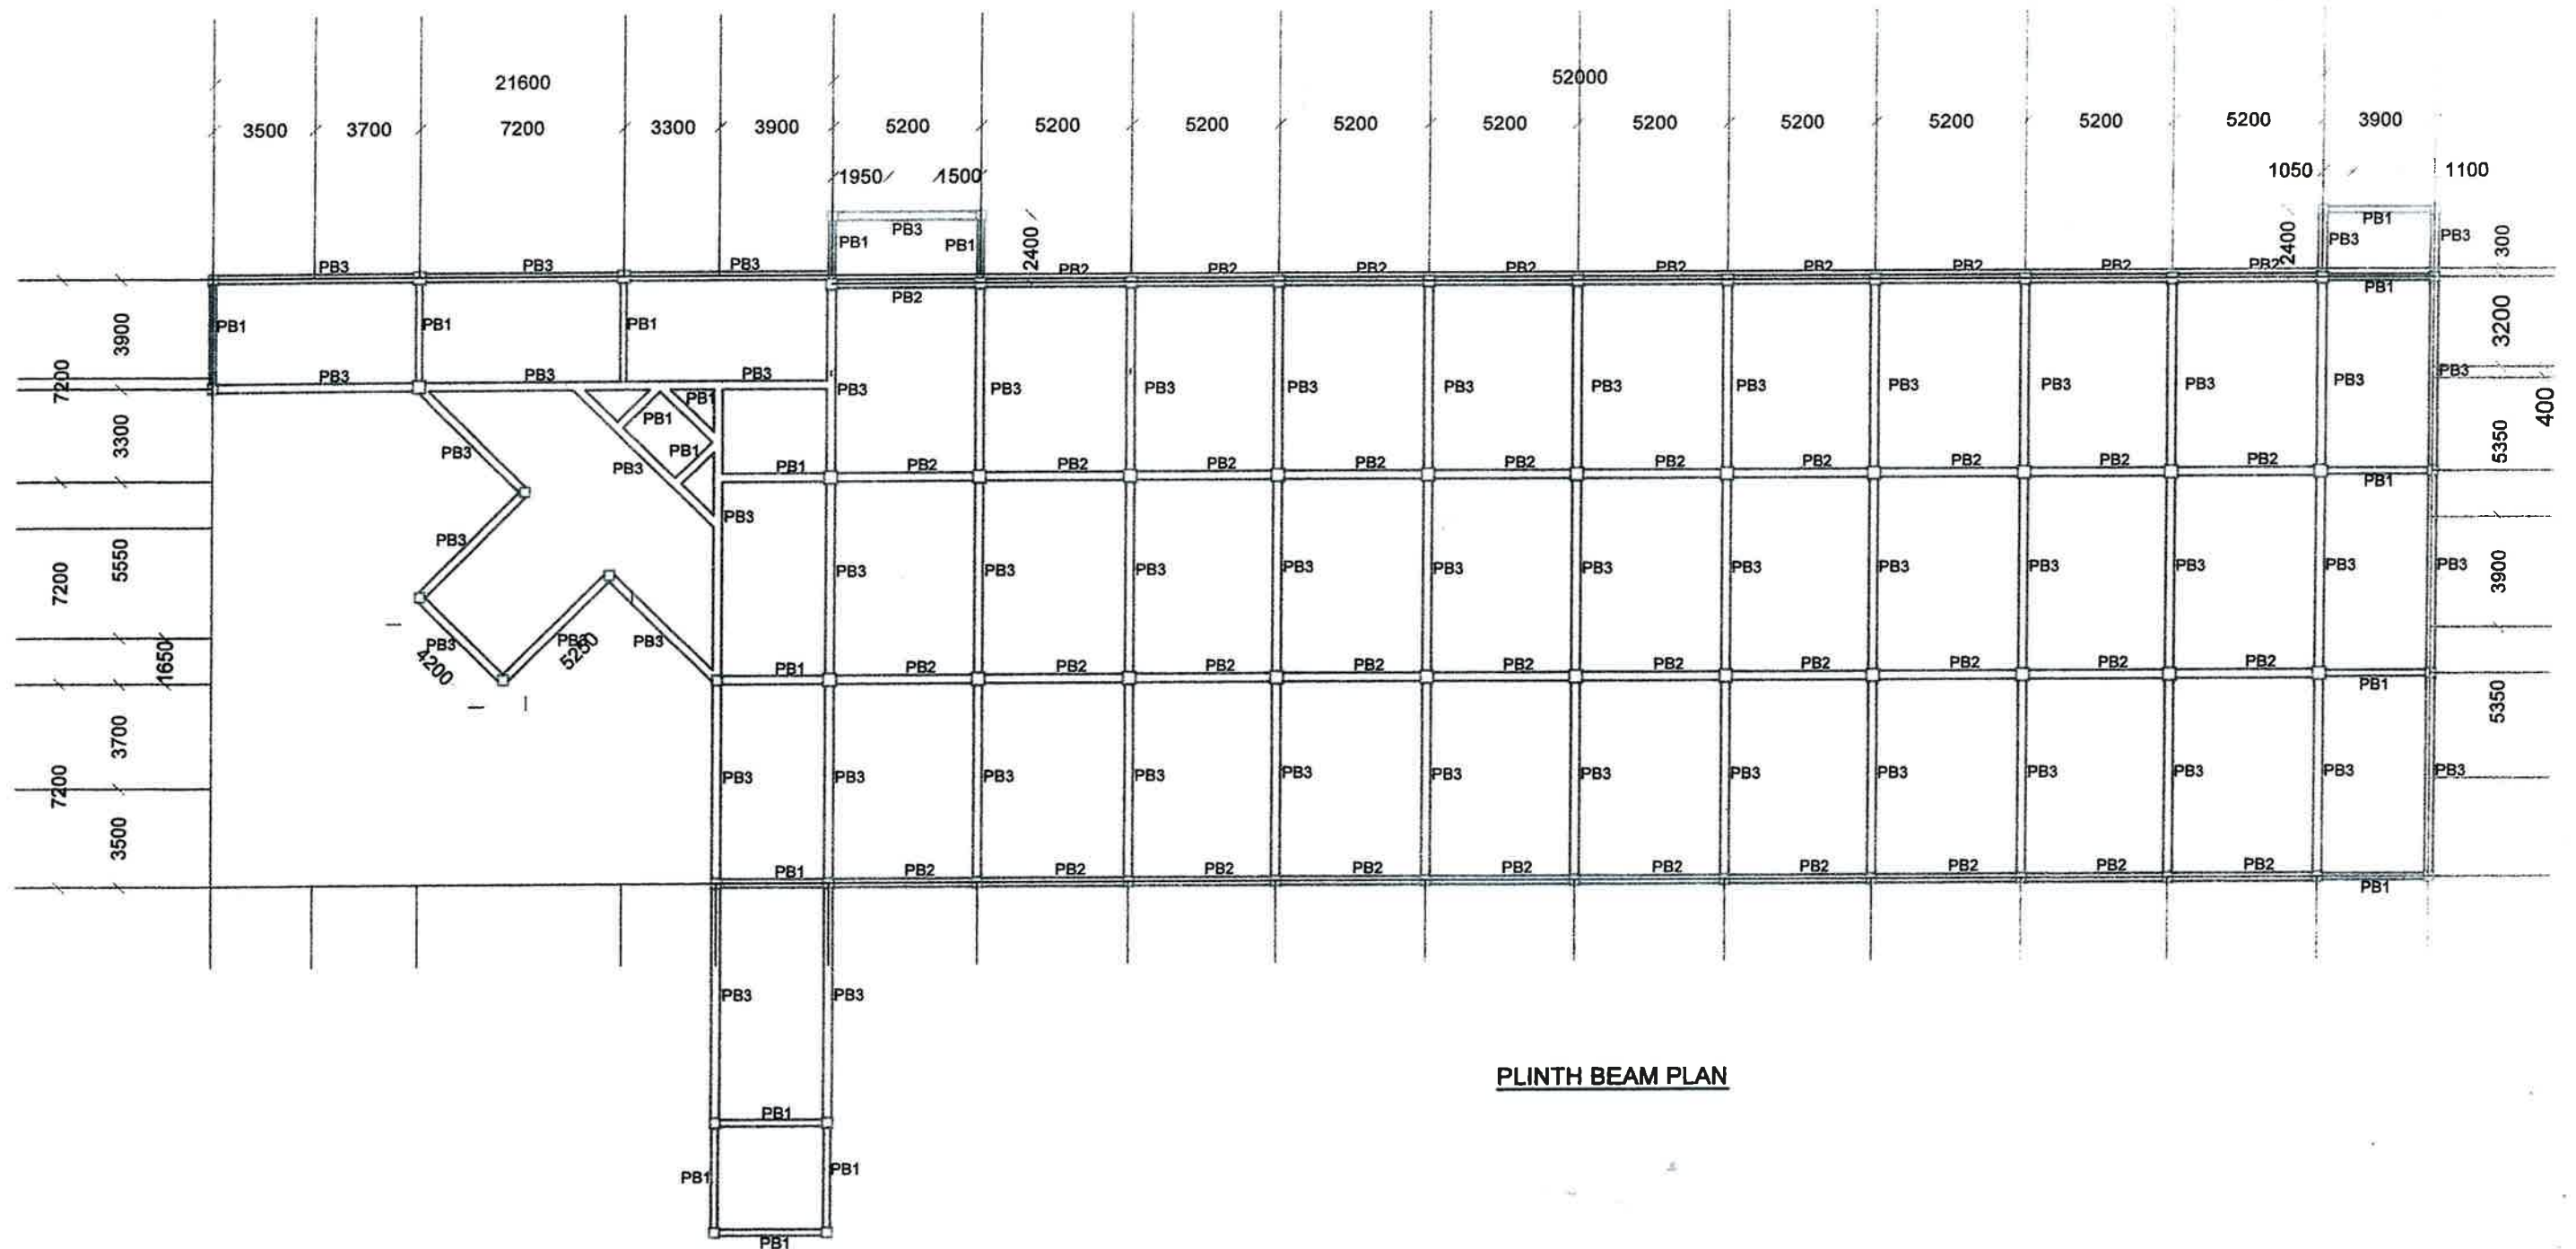 21600
52000
3500 3700 7200 3300 3900 5200 5200 5200 5200 5200 5200 5200 5200 5200 5200 3900
1950 1500 1050 1100
PB3 PB1
PB1 PB1 2400 2400 PB3 PB3 300
PB3 PB3 PB3 PB2 PB2 PB2 PB2 PB2 PB2 PB2 PB2 PB2
PB2 PB1
3900 PB1 PB1 PB1 3200
7200 PB3 PB3 PB3 PB3
PB3 PB3 PB3 PB3 PB3 PB3 PB3 PB3 PB3 PB3 PB3
PB1 400
PB1
3300 PB3 PB1 5350
PB3 PB1 PB2 PB2 PB2 PB2 PB2 PB2 PB2 PB2 PB2 PB2
PB1
PB3
PB3
7200 5550 PB3 PB3 PB3 PB3 PB3 PB3 PB3 PB3 PB3 PB3 PB3 PB3 3900
1650 PB3 PB3 PB3
4200 5250
PB1 PB2 PB2 PB2 PB2 PB2 PB2 PB2 PB2 PB2 PB2
PB1
3700 5350
7200 PB3 PB3 PB3 PB3 PB3 PB3 PB3 PB3 PB3 PB3 PB3 PB3 PB3
3500
PB1 PB2 PB2 PB2 PB2 PB2 PB2 PB2 PB2 PB2 PB2
PB1
PB3 PB3
PLINTH BEAM PLAN
PB1
PB1 PB1
PB1